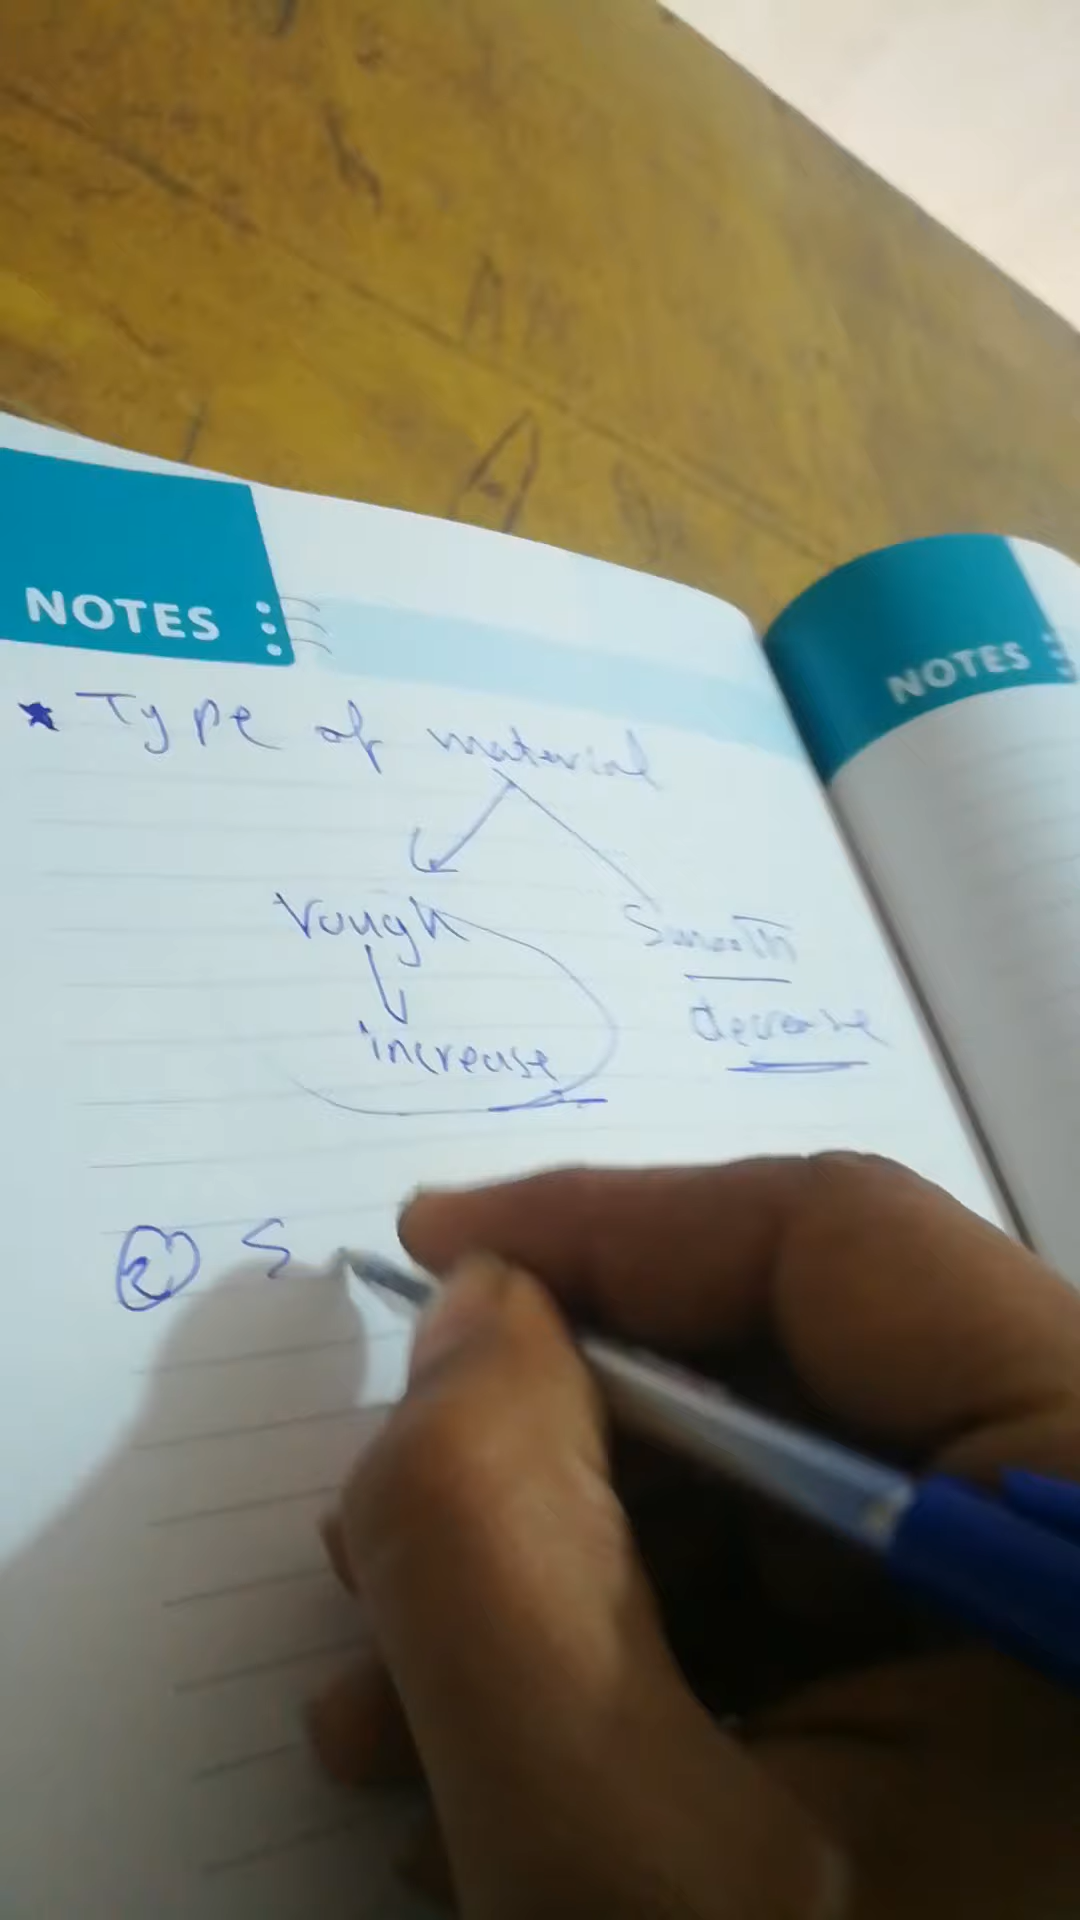 NOTES
NOTES
* Type of material
rough
Smooth
increase
decrease
② S